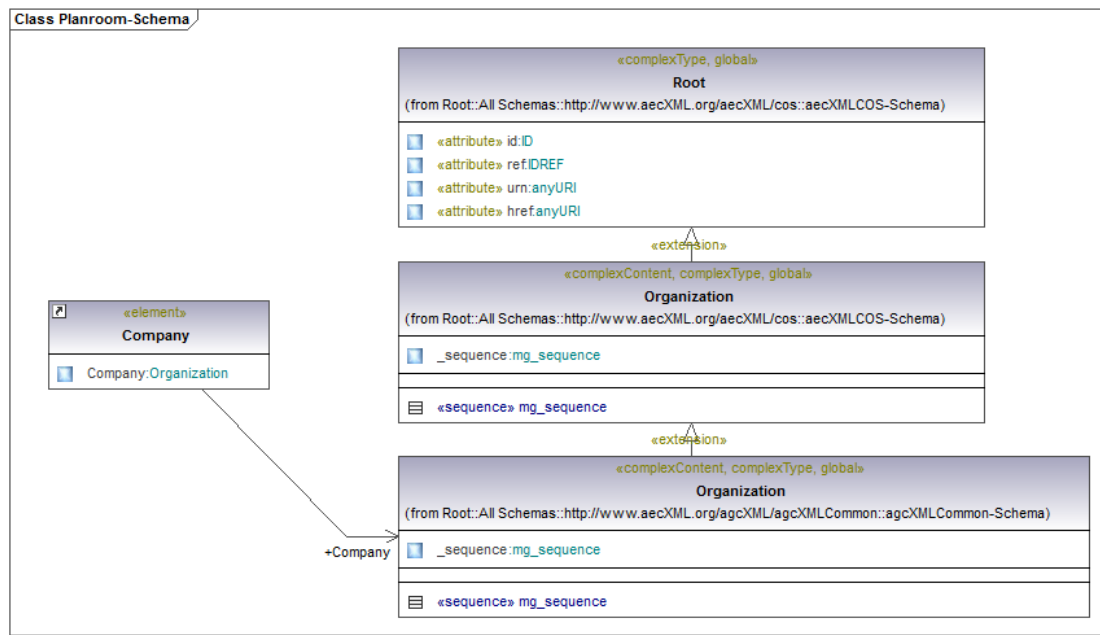 Class Planroom-Schema
«complexType, global»
Root
(from Root::All Schemas::http://www.aecXML.org/aecXML/cos::aecXMLCOS-Schema)
«attribute» id:ID
«attribute» ref:IDREF
«attribute» urn:anyURI
«attribute» href:anyURI
«extension»
«complexContent, complexType, global»
Organization
(from Root::All Schemas::http://www.aecXML.org/aecXML/cos::aecXMLCOS-Schema)
_sequence:mg_sequence
«sequence» mg_sequence
«element»
Company
Company:Organization
«extension»
«complexContent, complexType, global»
Organization
(from Root::All Schemas::http://www.aecXML.org/agcXML/agcXMLCommon::agcXMLCommon-Schema)
+Company
_sequence:mg_sequence
«sequence» mg_sequence